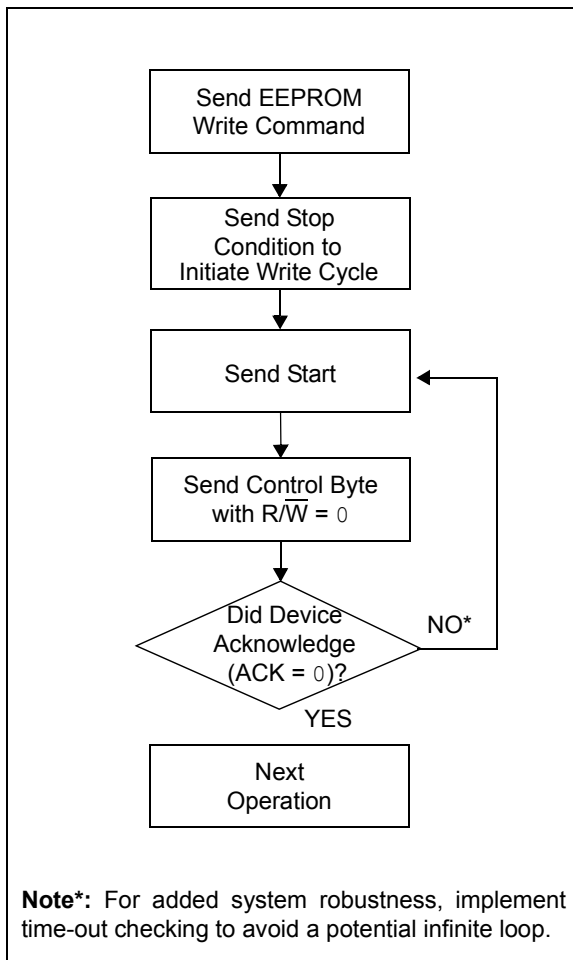 Send EEPROM
Write Command
Send Stop
Condition to
Initiate Write Cycle
Send Start
Send Control Byte
with R/W̅ = 0
Did Device
Acknowledge
(ACK = 0)?
NO*
YES
Next
Operation
Note*: For added system robustness, implement
time-out checking to avoid a potential infinite loop.